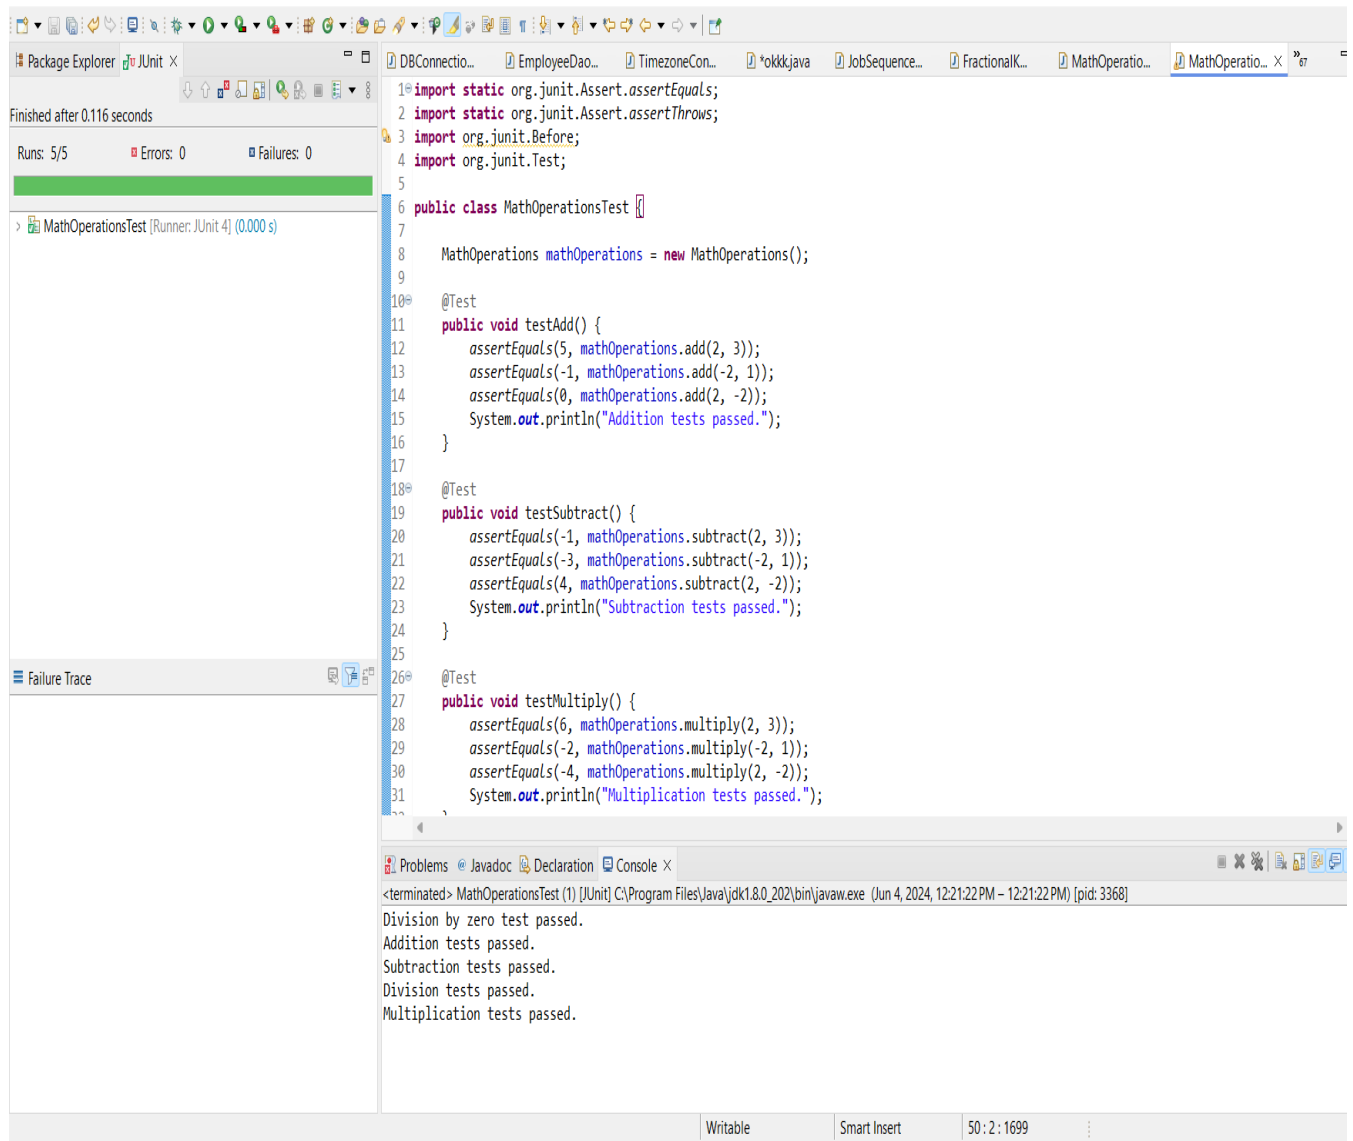 Package Explorer JUnit
Finished after 0.116 seconds
Runs: 5/5 Errors: 0 Failures: 0
MathOperationsTest [Runner: JUnit 4] (0.000 s)
Failure Trace
DBConnectio... EmployeeDao... TimezoneCon... *okkk.java JobSequence... FractionalK... MathOperatio... MathOperatio... 67
1 import static org.junit.Assert.assertEquals;
2 import static org.junit.Assert.assertThrows;
3 import org.junit.Before;
4 import org.junit.Test;
5
6 public class MathOperationsTest {
7
8 MathOperations mathOperations = new MathOperations();
9
10 @Test
11 public void testAdd() {
12 assertEquals(5, mathOperations.add(2, 3));
13 assertEquals(-1, mathOperations.add(-2, 1));
14 assertEquals(0, mathOperations.add(2, -2));
15 System.out.println("Addition tests passed.");
16 }
17
18 @Test
19 public void testSubtract() {
20 assertEquals(-1, mathOperations.subtract(2, 3));
21 assertEquals(-3, mathOperations.subtract(-2, 1));
22 assertEquals(4, mathOperations.subtract(2, -2));
23 System.out.println("Subtraction tests passed.");
24 }
25
26 @Test
27 public void testMultiply() {
28 assertEquals(6, mathOperations.multiply(2, 3));
29 assertEquals(-2, mathOperations.multiply(-2, 1));
30 assertEquals(-4, mathOperations.multiply(2, -2));
31 System.out.println("Multiplication tests passed.");
Problems @ Javadoc Declaration Console
<terminated> MathOperationsTest (1) [JUnit] C:\Program Files\Java\jdk1.8.0_202\bin\javaw.exe (Jun 4, 2024, 12:21:22 PM – 12:21:22 PM) [pid: 3368]
Division by zero test passed.
Addition tests passed.
Subtraction tests passed.
Division tests passed.
Multiplication tests passed.
Writable Smart Insert 50 : 2 : 1699